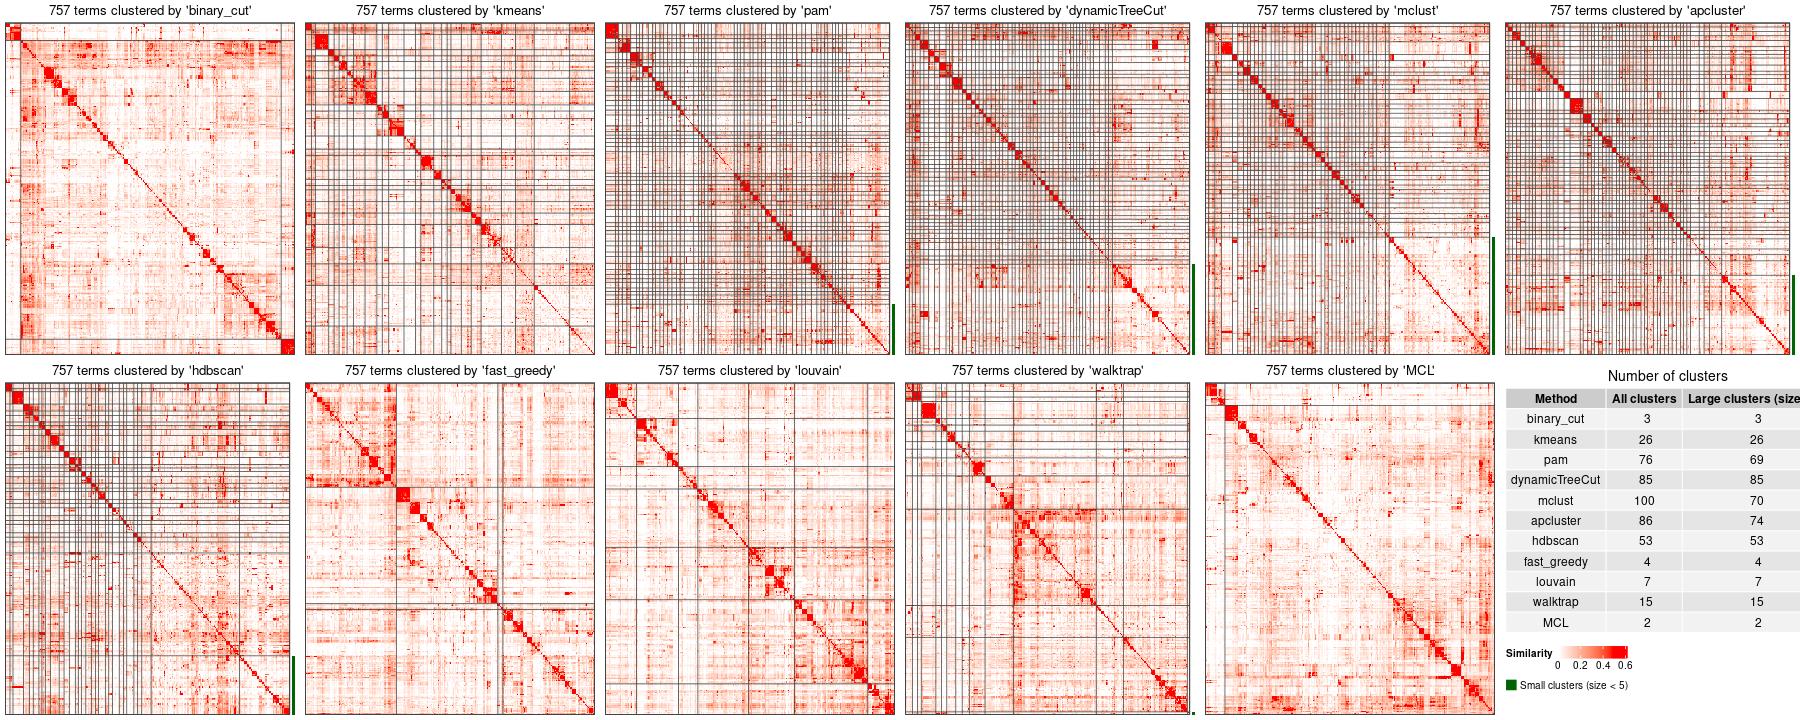 757 terms clustered by 'binary_cut'
757 terms clustered by 'kmeans'
757 terms clustered by 'pam'
757 terms clustered by 'dynamicTreeCut'
757 terms clustered by 'mclust'
757 terms clustered by 'apcluster'
757 terms clustered by 'hdbscan'
757 terms clustered by 'fast_greedy'
757 terms clustered by 'louvain'
757 terms clustered by 'walktrap'
757 terms clustered by 'MCL'
Number of clusters
Method All clusters Large clusters (size
binary_cut 3 3
kmeans 26 26
pam 76 69
dynamicTreeCut 85 85
mclust 100 70
apcluster 86 74
hdbscan 53 53
fast_greedy 4 4
louvain 7 7
walktrap 15 15
MCL 2 2
Similarity
0 0.2 0.4 0.6
Small clusters (size < 5)